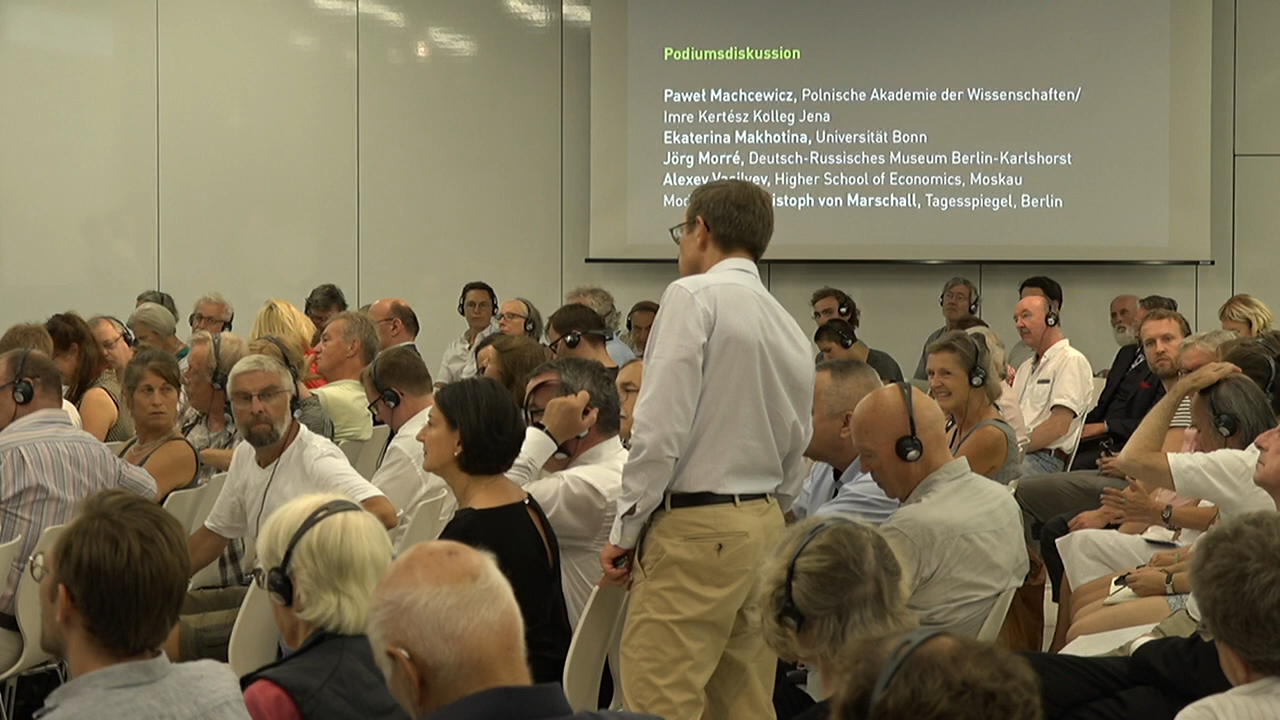 Podiumsdiskussion
Paweł Machcewicz, Polnische Akademie der Wissenschaften/
Imre Kertész Kolleg Jena
Ekaterina Makhotina, Universität Bonn
Jörg Morré, Deutsch-Russisches Museum Berlin-Karlshorst
Alexey Vasilyev, Higher School of Economics, Moskau
von Marschall, Tagesspiegel, Berlin